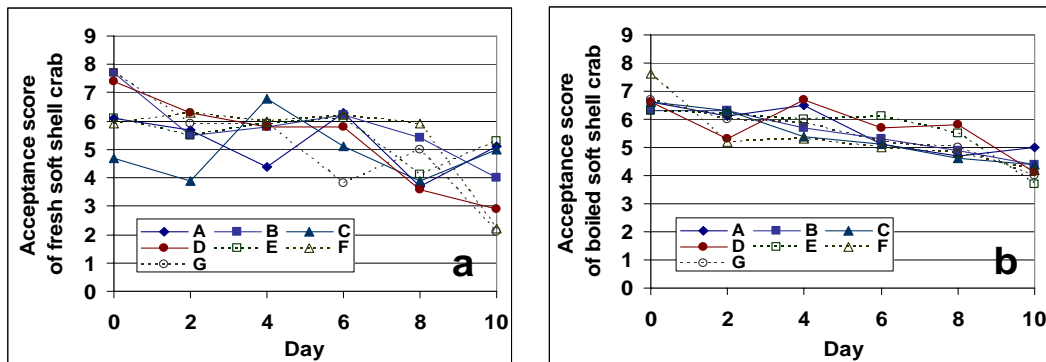 Acceptance score
of fresh soft shell crab
9
8
7
6
5
4
3
2
1
0
A B C
D E F
G
a
0 2 4 6 8 10
Day
Acceptance score
of boiled soft shell crab
9
8
7
6
5
4
3
2
1
0
A B C
D E F
G
b
0 2 4 6 8 10
Day